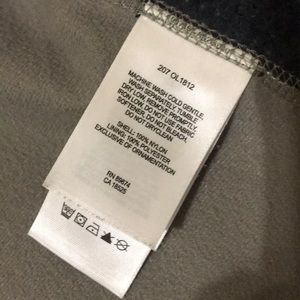 207 OL1812
MACHINE WASH COLD GENTLE,
WASH SEPARATELY, TUMBLE
DRY LOW, REMOVE PROMPTLY,
IRON LOW, DO NOT USE FABRIC
SOFTENER, DO NOT BLEACH,
DO NOT DRYCLEAN
SHELL: 100% NYLON
LINING: 100% POLYESTER
EXCLUSIVE OF ORNAMENTATION
RN 89674
CA 18525